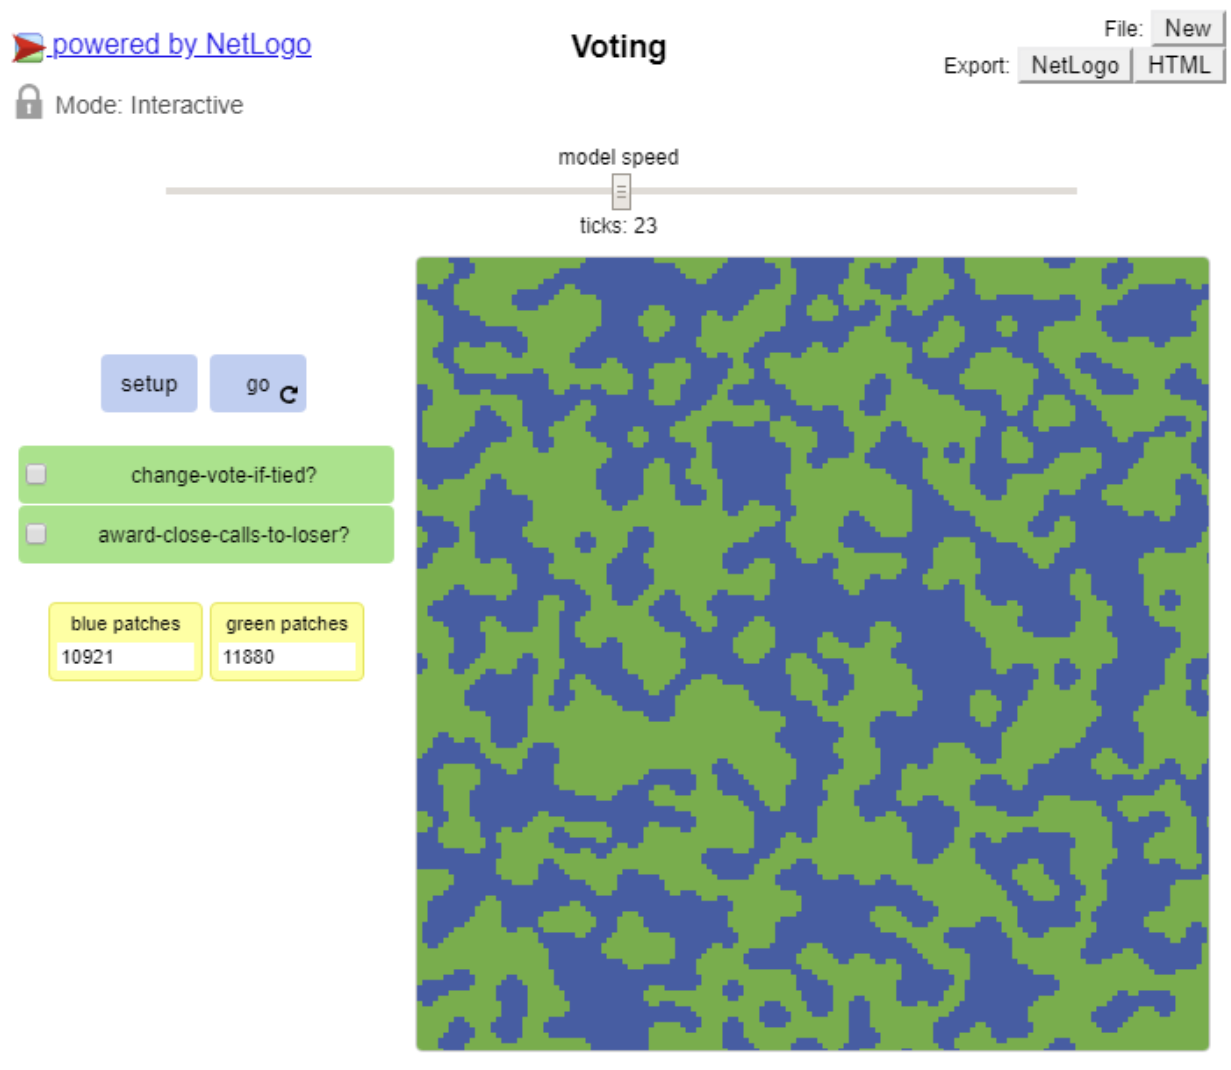 powered by NetLogo
Voting
File: New
Export: NetLogo HTML
Mode: Interactive
model speed
ticks: 23
setup
go
change-vote-if-tied?
award-close-calls-to-loser?
blue patches
10921
green patches
11880